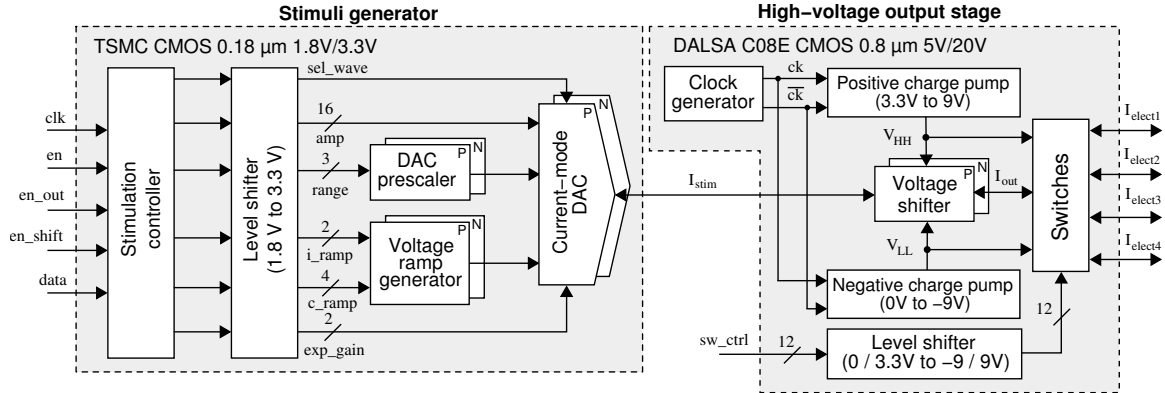 Stimuli generator
High−voltage output stage
TSMC CMOS 0.18 µm 1.8V/3.3V
DALSA C08E CMOS 0.8 µm 5V/20V
clk
en
en_out
en_shift
data
Stimulation
controller
Level shifter
(1.8 V to 3.3 V)
sel_wave
16
amp
3
range
2
i_ramp
4
c_ramp
2
exp_gain
DAC
prescaler
P
N
Voltage
ramp
generator
P
N
Current−mode
DAC
P
N
I_stim
Clock
generator
ck
c̅k̅
Positive charge pump
(3.3V to 9V)
V_HH
Voltage
shifter
P
N
I_out
V_LL
Negative charge pump
(0V to −9V)
sw_ctrl
12
Level shifter
(0 / 3.3V to −9 / 9V)
12
Switches
I_elect1
I_elect2
I_elect3
I_elect4